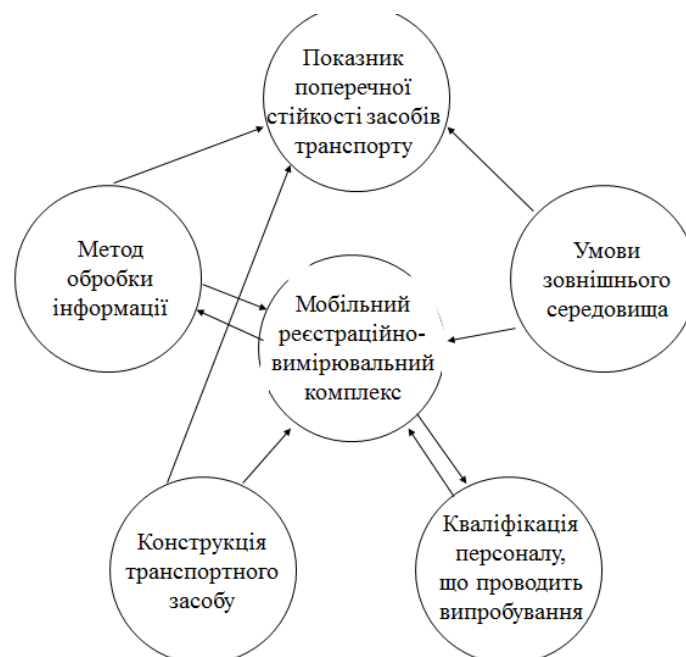 Показник
поперечної
стійкості засобів
транспорту
Метод
обробки
інформації
Умови
зовнішнього
середовища
Мобільний
реєстраційно-
вимірювальний
комплекс
Конструкція
транспортного
засобу
Кваліфікація
персоналу,
що проводить
випробування